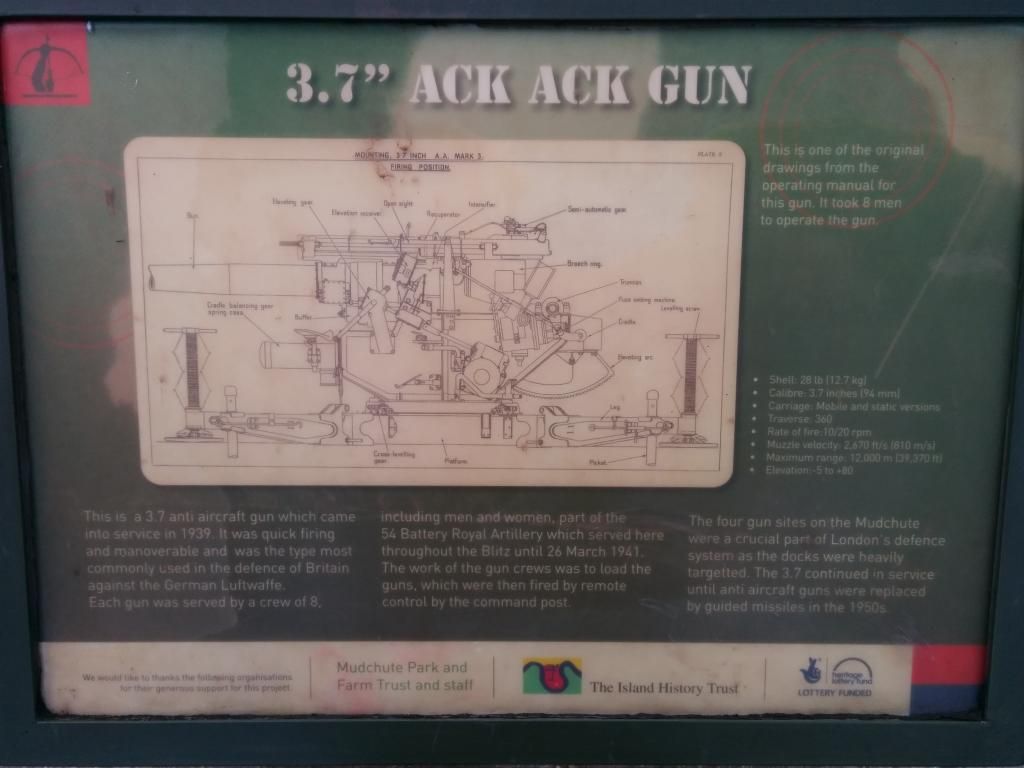 3.7” ACK ACK GUN
MOUNTING, 3·7 INCH A.A. MARK 3.
FIRING POSITION.
PLATE
Gun
Elevating gear
Elevation receiver
Open sight
Recuperator
Intensifier
Semi-automatic gear
Breech ring.
Trunnion
Fuze setting machine
Levelling screw
Cradle
Elevating arc
Cradle balancing gear
spring case
Buffer
Leg
Cross-levelling
gear
Platform
Picket
This is one of the original
drawings from the
operating manual for
this gun. It took 8 men
to operate the gun.
• Shell: 28 lb (12.7 kg)
• Calibre: 3.7 inches (94 mm)
• Carriage: Mobile and static versions
• Traverse: 360
• Rate of fire:10/20 rpm
• Muzzle velocity: 2,670 ft/s (810 m/s)
• Maximum range: 12,000 m (39,370 ft)
• Elevation:-5 to +80
This is a 3.7 anti aircraft gun which came
into service in 1939. It was quick firing
and manoverable and was the type most
commonly used in the defence of Britain
against the German Luftwaffe.
Each gun was served by a crew of 8,
including men and women, part of the
54 Battery Royal Artillery which served here
throughout the Blitz until 26 March 1941.
The work of the gun crews was to load the
guns, which were then fired by remote
control by the command post.
The four gun sites on the Mudchute
were a crucial part of London's defence
system as the docks were heavily
targetted. The 3.7 continued in service
until anti aircraft guns were replaced
by guided missiles in the 1950s.
We would like to thanks the following organisations
for their generous support for this project.
Mudchute Park and
Farm Trust and staff
The Island History Trust
heritage
lottery fund
LOTTERY FUNDED